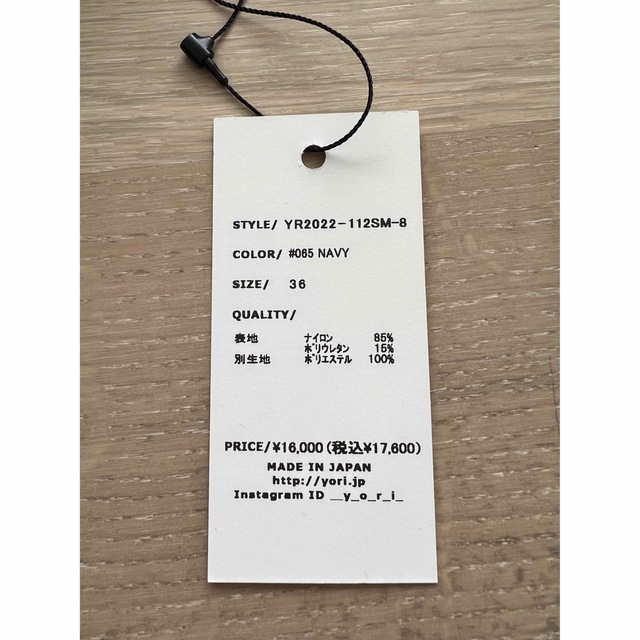 STYLE/ YR2022-112SM-8
COLOR/ #065 NAVY
SIZE/ 36
QUALITY/
表地 ナイロン 85%
ポリウレタン 15%
別生地 ポリエステル 100%
PRICE/¥16,000(税込¥17,600)
MADE IN JAPAN
http://yori.jp
Instagram ID __y_o_r_i_